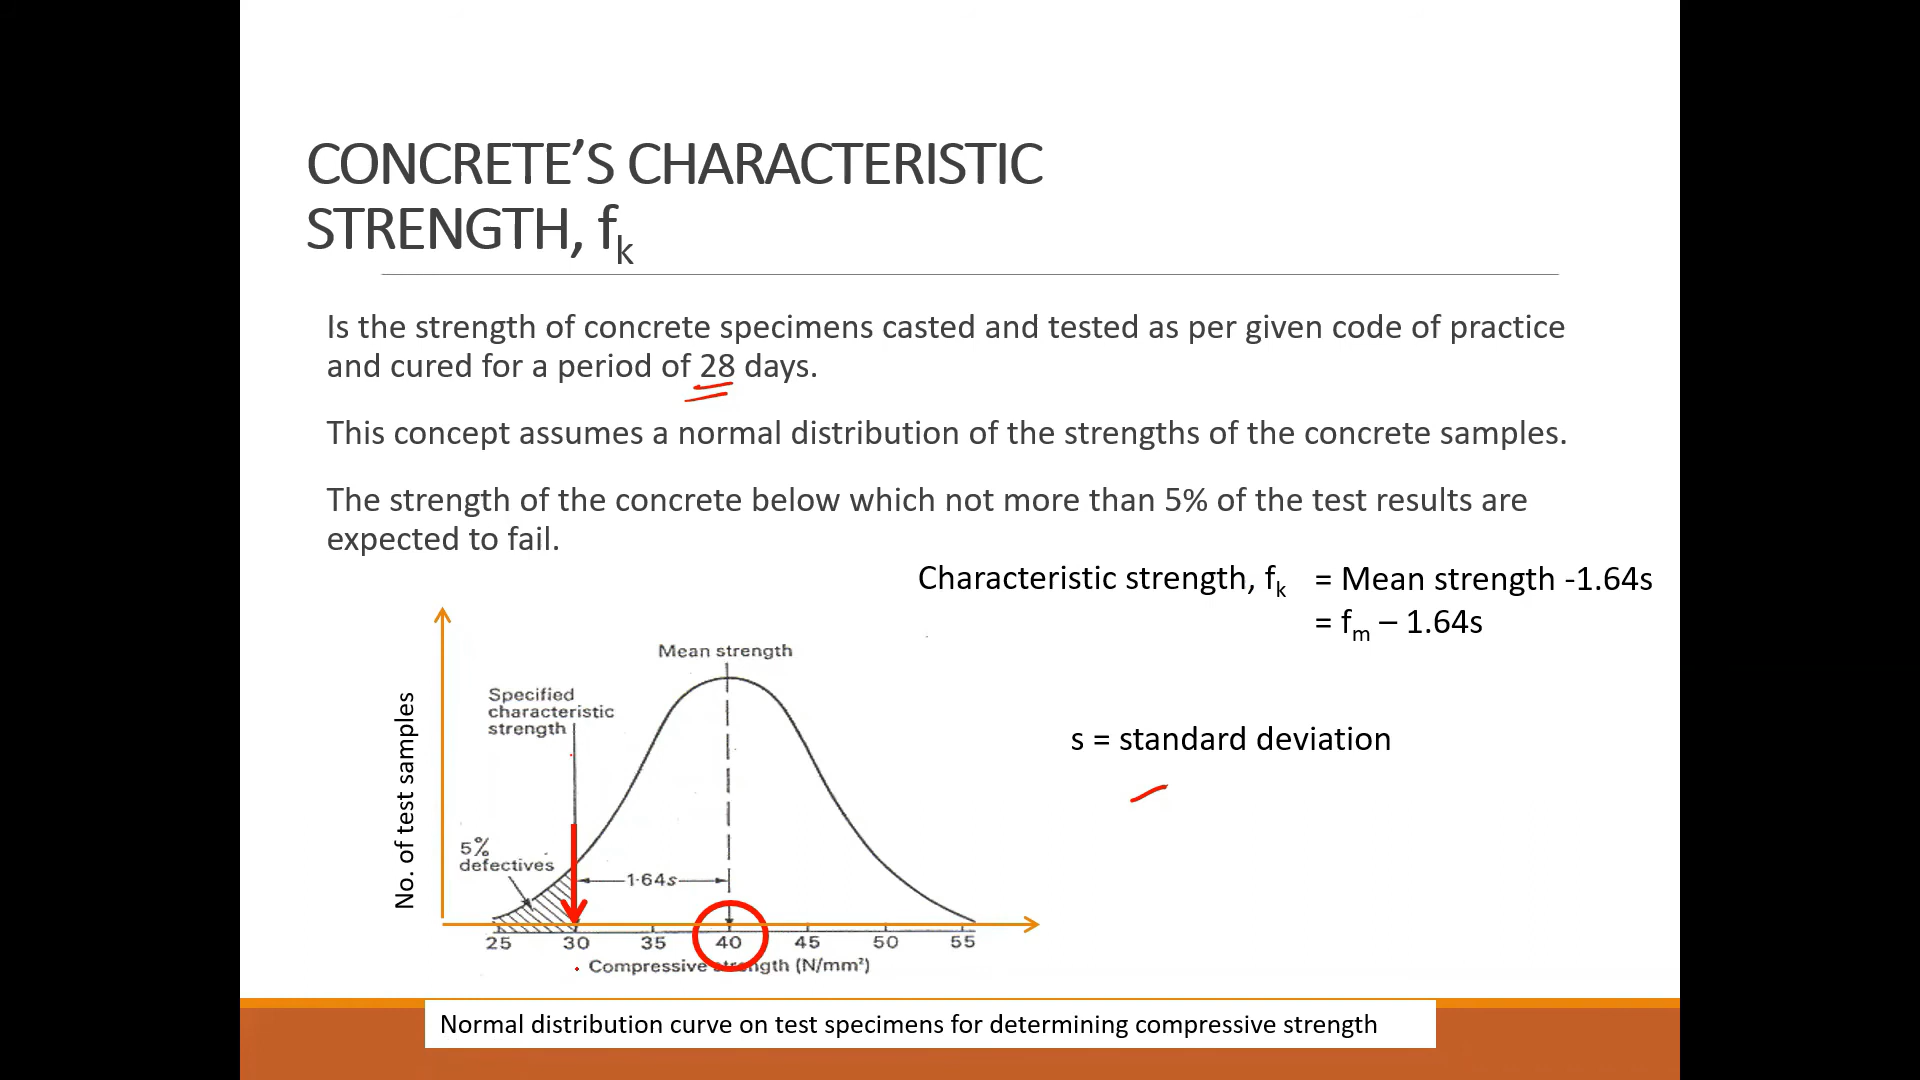 CONCRETE’S CHARACTERISTIC
STRENGTH, fk
Is the strength of concrete specimens casted and tested as per given code of practice
and cured for a period of 28 days.
This concept assumes a normal distribution of the strengths of the concrete samples.
The strength of the concrete below which not more than 5% of the test results are
expected to fail.
Characteristic strength, fk = Mean strength -1.64s
= fm – 1.64s
s = standard deviation
No. of test samples
Mean strength
Specified
characteristic
strength
5%
defectives
1·64s
25 30 35 40 45 50 55
Compressive strength (N/mm²)
Normal distribution curve on test specimens for determining compressive strength